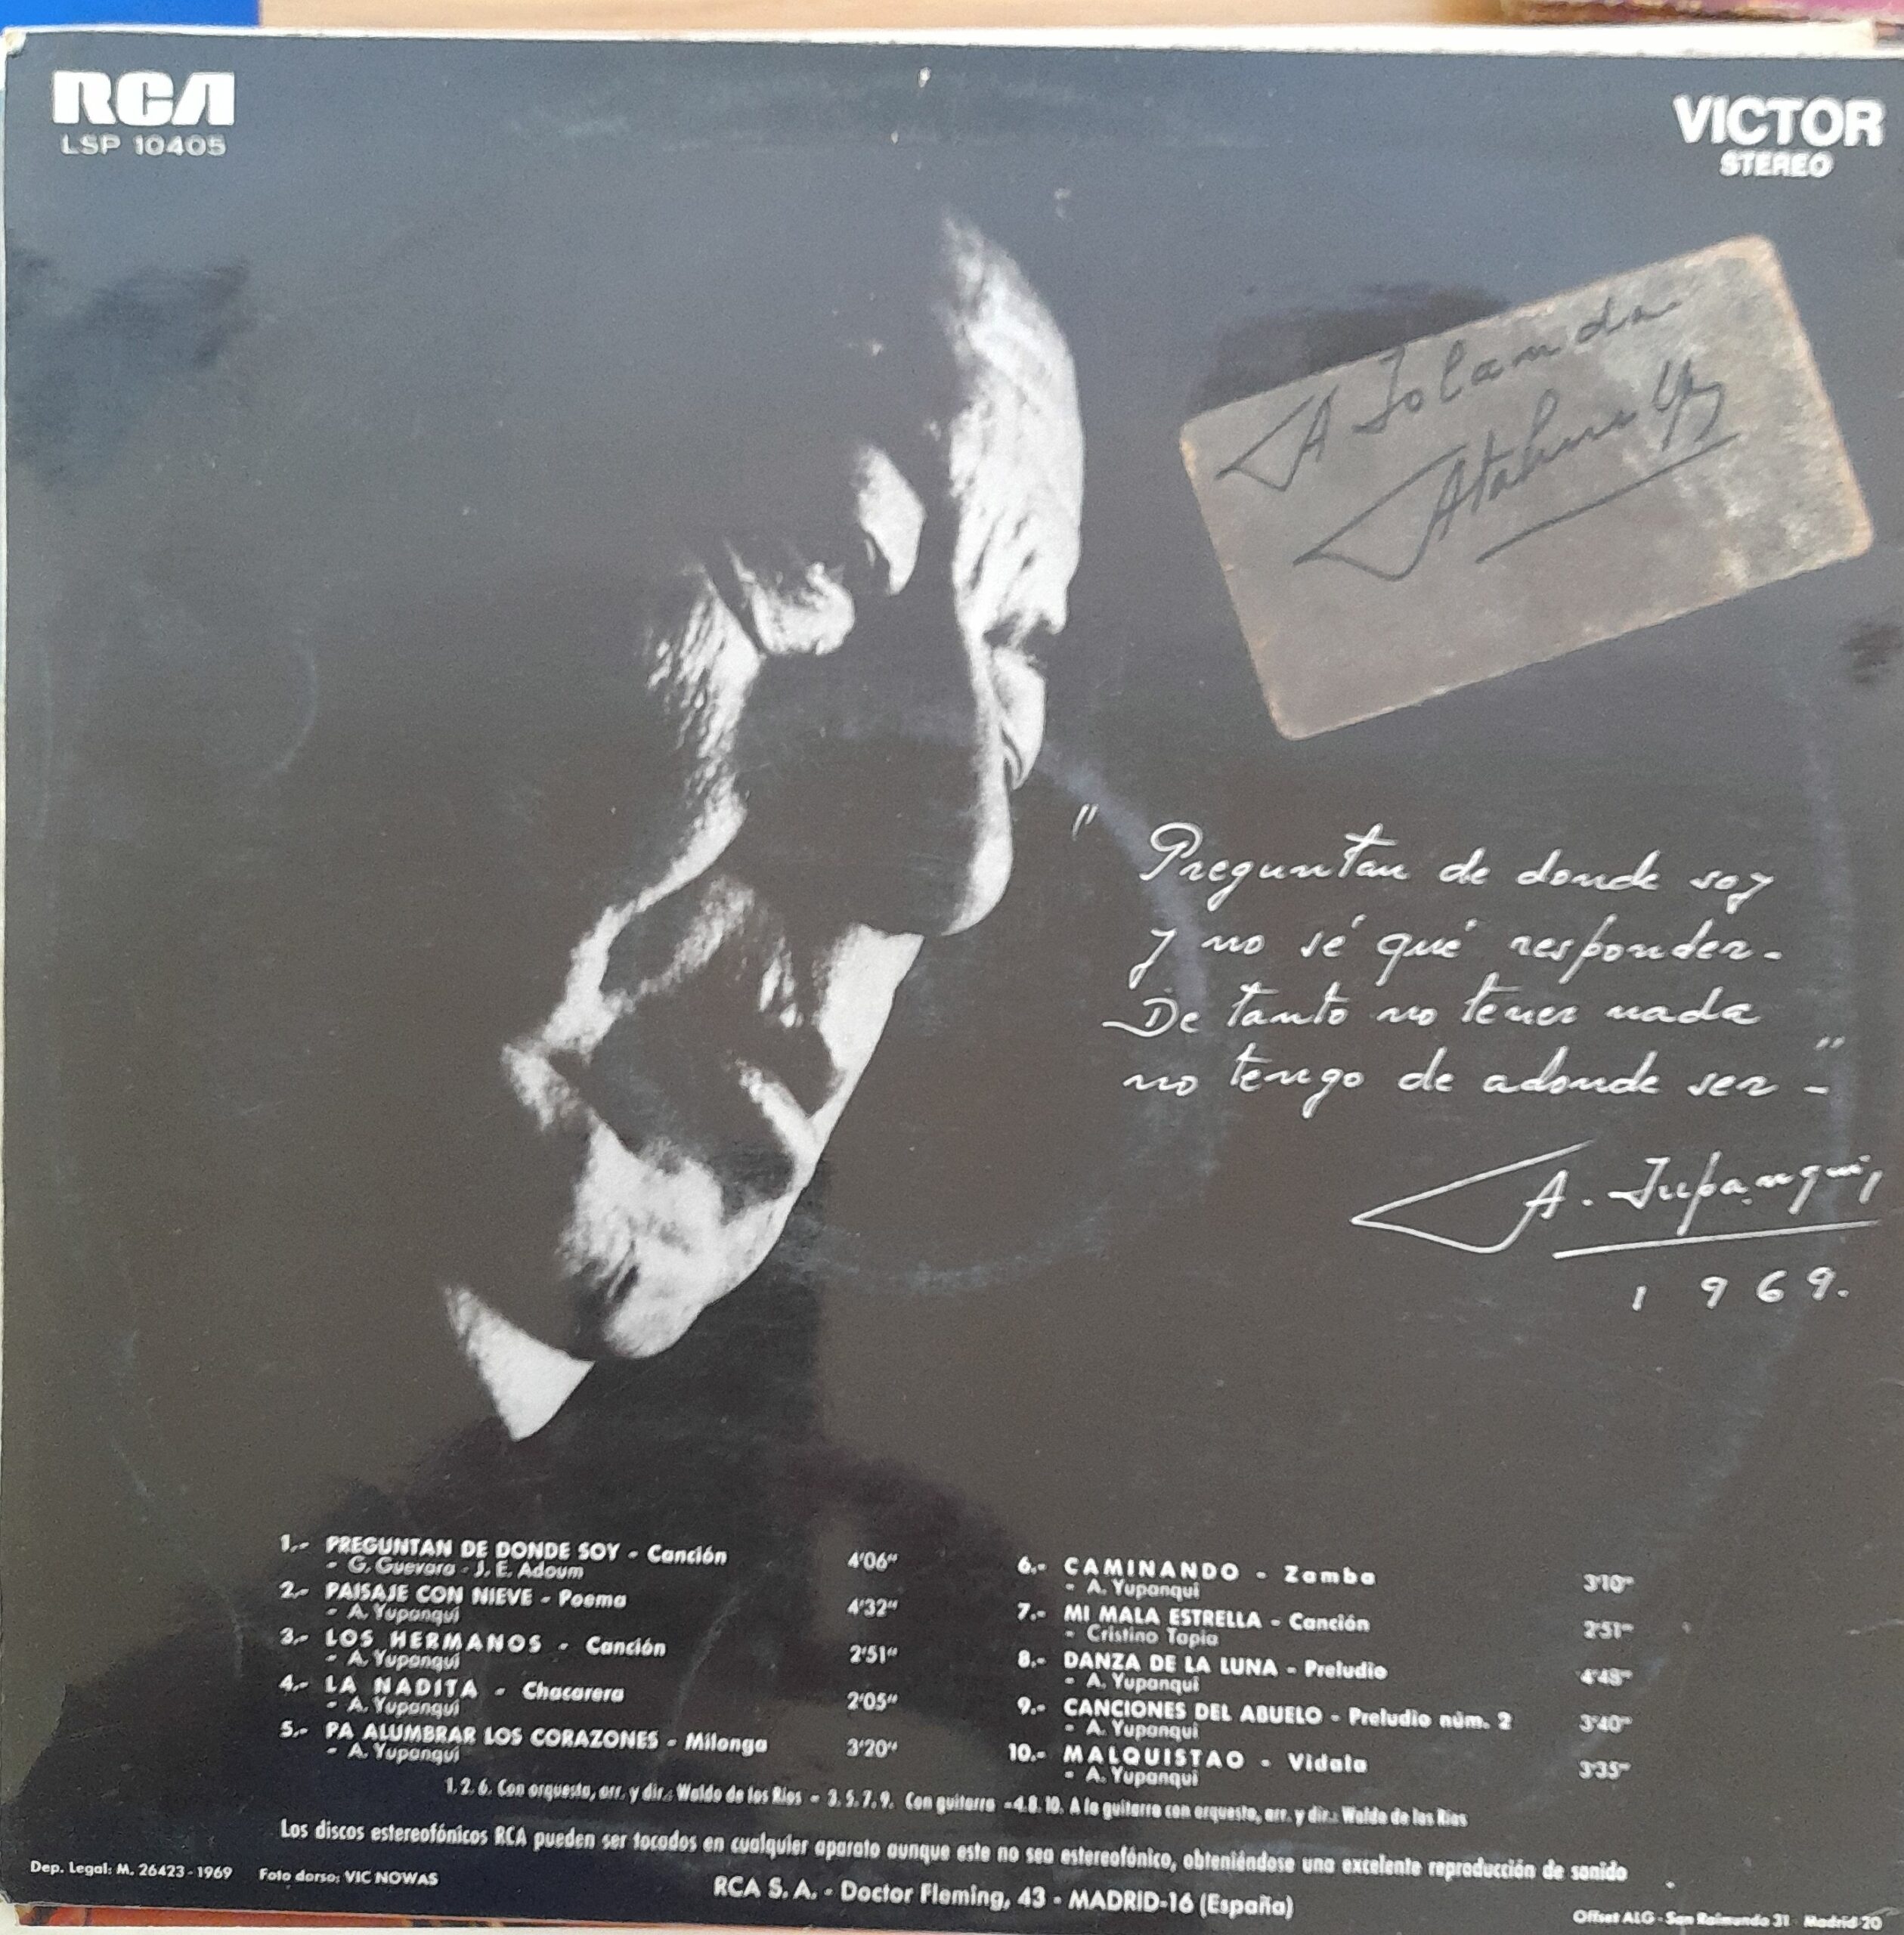 RCA
LSP 10405
VICTOR
STEREO
A Iolanda
Atahualpa Y
" Preguntan de donde soy
y no sé qué responder-
De tanto no tener nada
no tengo de adonde ser - "
A. Yupanqui,
1969.
1.- PREGUNTAN DE DONDE SOY - Canción 4'06"
- G. Guevara - J. E. Adoum
2.- PAISAJE CON NIEVE - Poema 4'32"
- A. Yupanqui
3.- LOS HERMANOS - Canción 2'51"
- A. Yupanqui
4.- LA NADITA - Chacarera 2'05"
- A. Yupanqui
5.- PA ALUMBRAR LOS CORAZONES - Milonga 3'20"
- A. Yupanqui
6.- CAMINANDO - Zamba 3'10"
- A. Yupanqui
7.- MI MALA ESTRELLA - Canción 2'51"
- Cristino Tapia
8.- DANZA DE LA LUNA - Preludio 4'48"
- A. Yupanqui
9.- CANCIONES DEL ABUELO - Preludio núm. 2 3'40"
- A. Yupanqui
10.- MALQUISTAO - Vidala 3'35"
- A. Yupanqui
1. 2. 6. Con orquesta, arr. y dir.: Waldo de los Rios - 3. 5. 7. 9. Con guitarra - 4. 8. 10. A la guitarra con orquesta, arr. y dir.: Waldo de los Rios
Los discos estereofónicos RCA pueden ser tocados en cualquier aparato aunque este no sea estereofónico, obteniéndose una excelente reproducción de sonido
Dep. Legal: M. 26423 - 1969 Foto dorso: VIC NOWAS
RCA S. A. - Doctor Fleming, 43 - MADRID-16 (España)
Offset ALG - San Raimundo 31 - Madrid-20